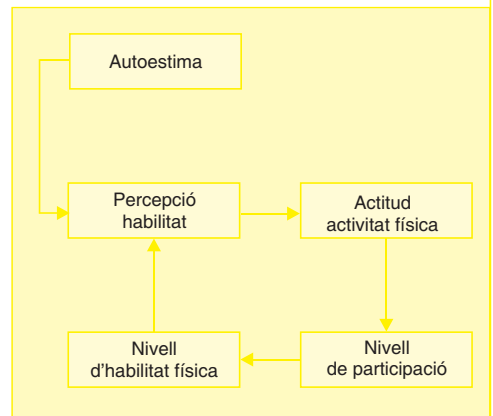 Autoestima
Percepció
habilitat
Actitud
activitat física
Nivell
d'habilitat física
Nivell
de participació